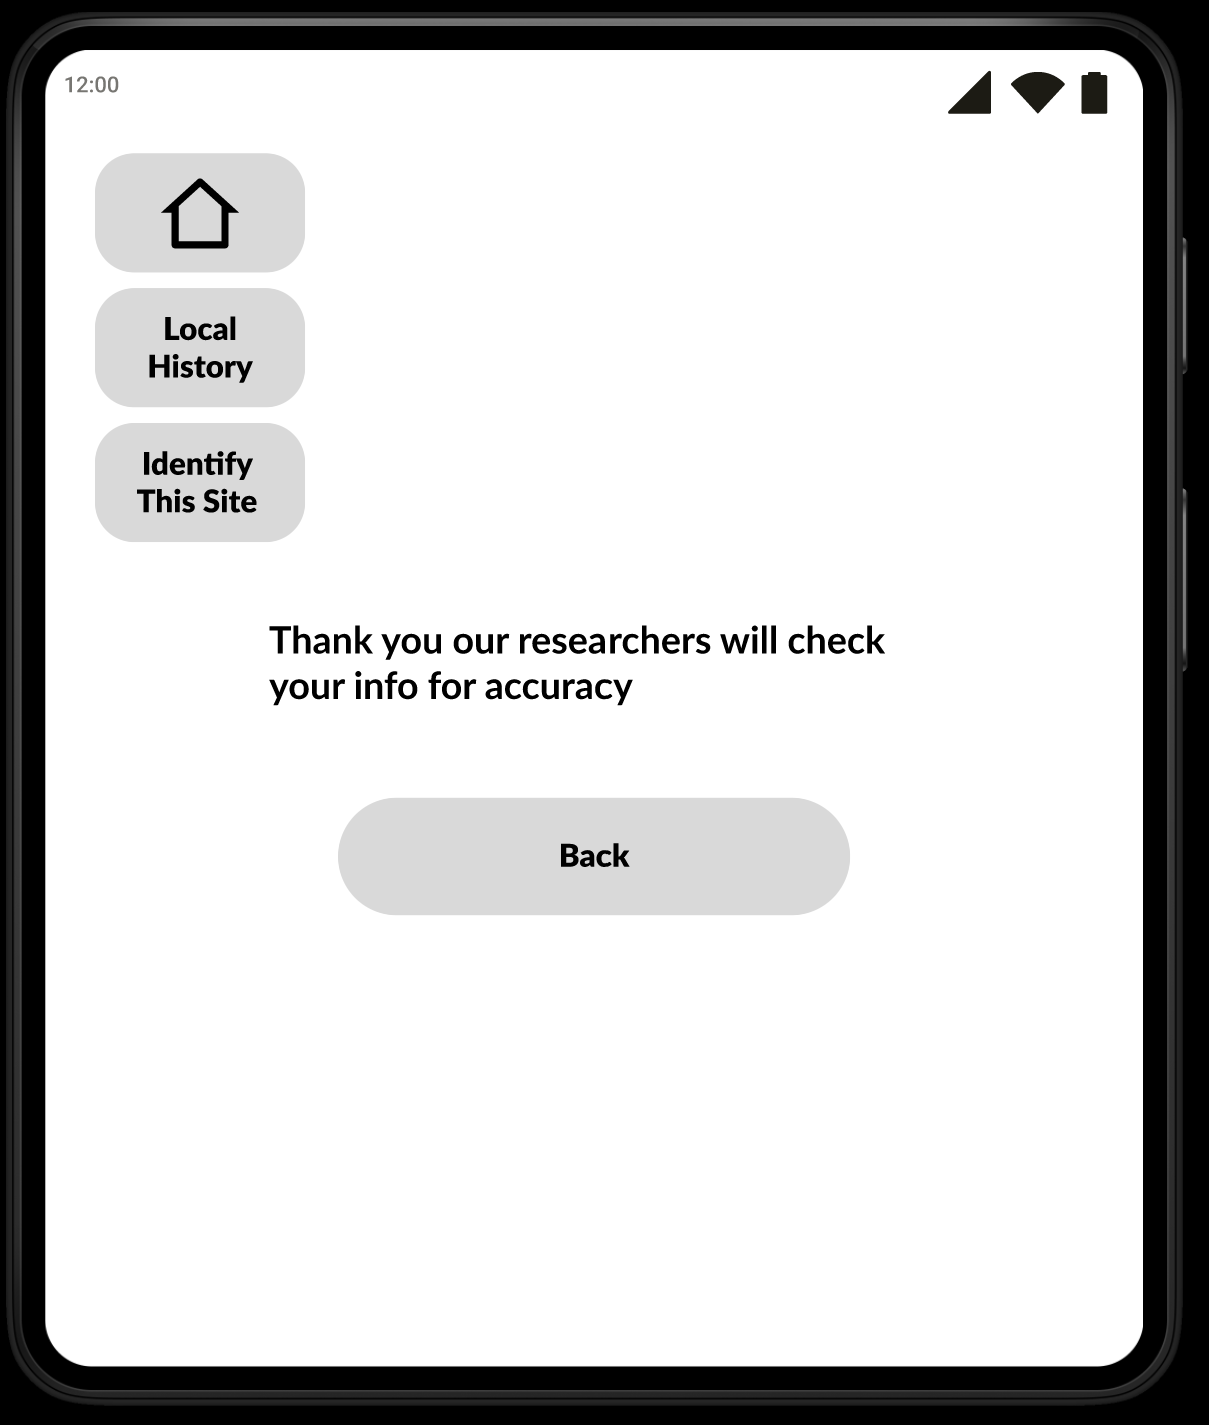 12:00
Local
History
Identify
This Site
Thank you our researchers will check
your info for accuracy
Back